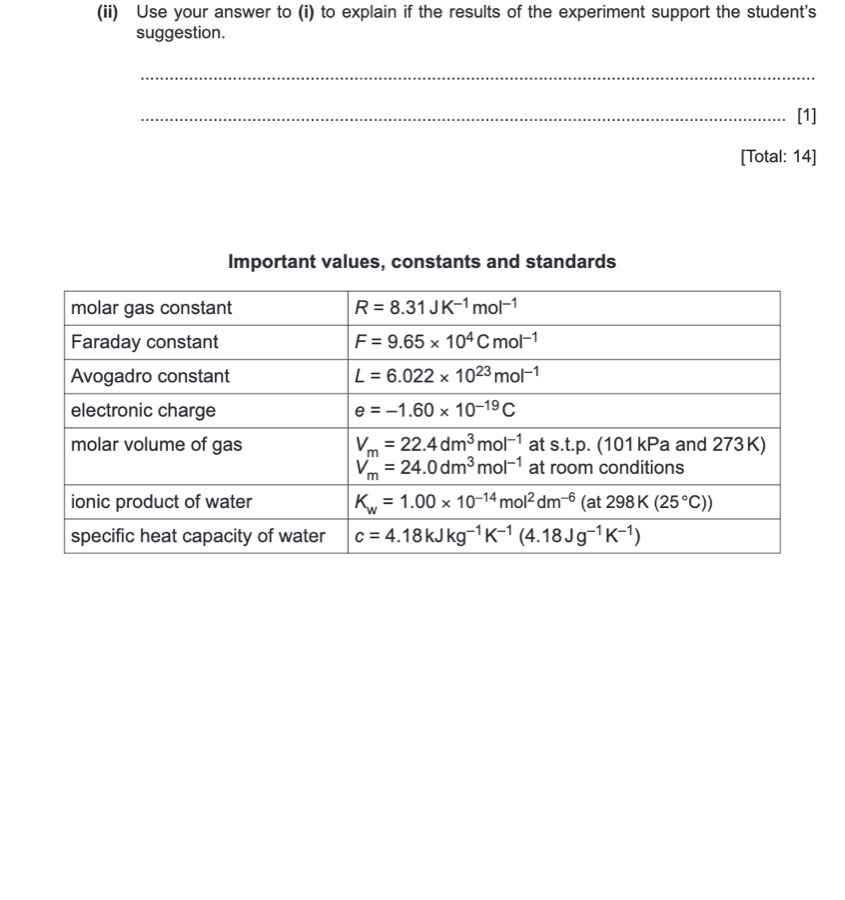 (ii) Use your answer to (i) to explain if the results of the experiment support the student's
suggestion.
..........................................................................................................................................
.................................................................................................................................... [1]
[Total: 14]
Important values, constants and standards
molar gas constant R = 8.31 J K⁻¹ mol⁻¹
Faraday constant F = 9.65 × 10⁴ C mol⁻¹
Avogadro constant L = 6.022 × 10²³ mol⁻¹
electronic charge e = –1.60 × 10⁻¹⁹ C
molar volume of gas Vₘ = 22.4 dm³ mol⁻¹ at s.t.p. (101 kPa and 273 K)
Vₘ = 24.0 dm³ mol⁻¹ at room conditions
ionic product of water K_w = 1.00 × 10⁻¹⁴ mol² dm⁻⁶ (at 298 K (25 °C))
specific heat capacity of water c = 4.18 kJ kg⁻¹ K⁻¹ (4.18 J g⁻¹ K⁻¹)